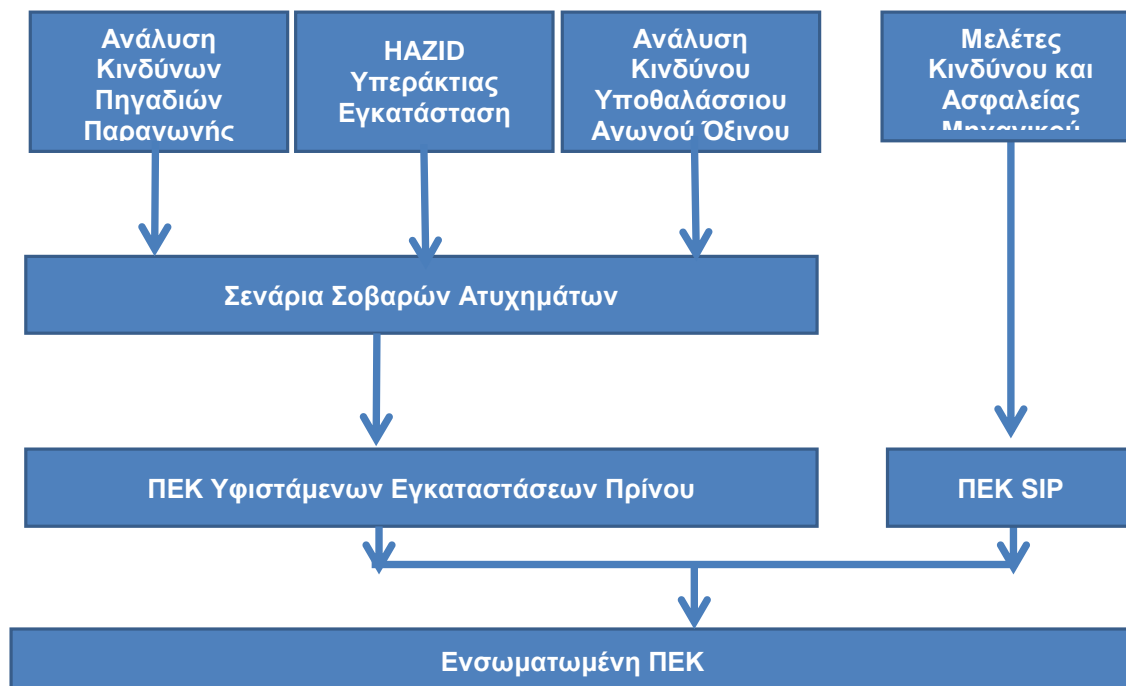 Ανάλυση
Κινδύνων
Πηγαδιών
Παραγωγής
HAZID
Υπεράκτιας
Εγκατάσταση
Ανάλυση
Κινδύνου
Υποθαλάσσιου
Αγωγού Όξινου
Μελέτες
Κινδύνου και
Ασφαλείας
Μηχανικού
Σενάρια Σοβαρών Ατυχημάτων
ΠΕΚ Υφιστάμενων Εγκαταστάσεων Πρίνου
ΠΕΚ SIP
Ενσωματωμένη ΠΕΚ